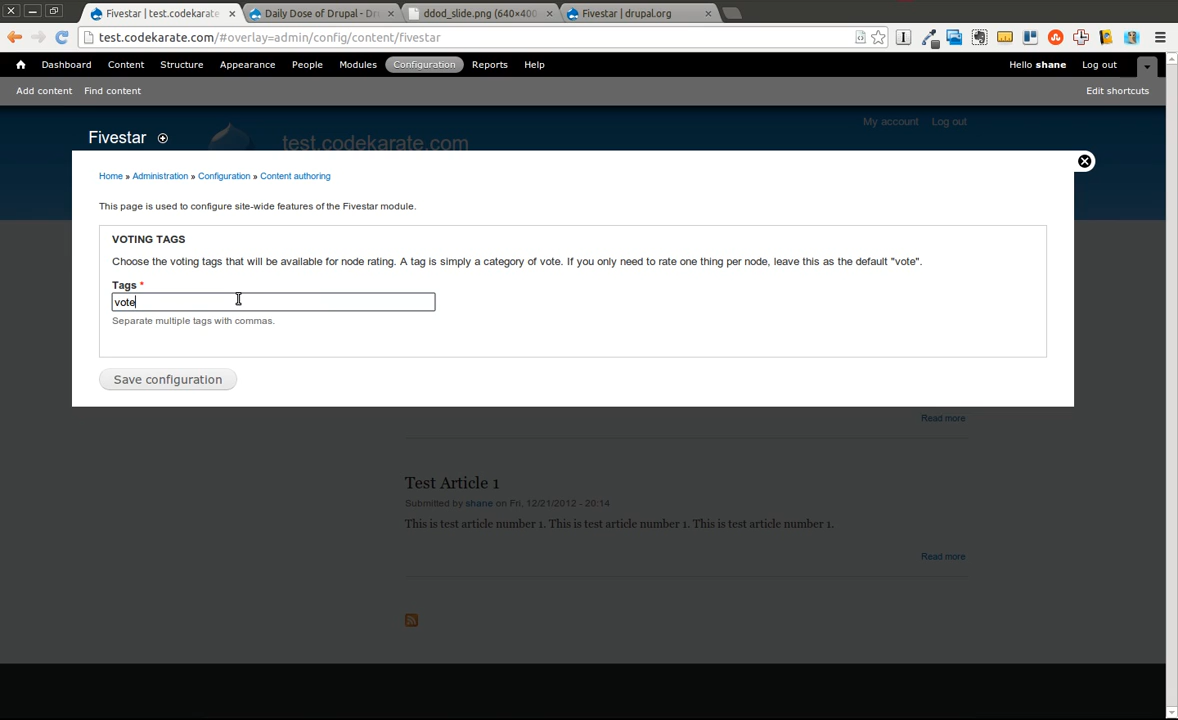 Fivestar | test.codekarate
Daily Dose of Drupal - Dr
ddod_slide.png (640×400
Fivestar | drupal.org
test.codekarate.com/#overlay=admin/config/content/fivestar
Dashboard Content Structure Appearance People Modules Configuration Reports Help
Hello shane Log out
Add content Find content
Edit shortcuts
My account Log out
Fivestar
test.codekarate.com
Home » Administration » Configuration » Content authoring
This page is used to configure site-wide features of the Fivestar module.
VOTING TAGS
Choose the voting tags that will be available for node rating. A tag is simply a category of vote. If you only need to rate one thing per node, leave this as the default "vote".
Tags *
vote
Separate multiple tags with commas.
Save configuration
Read more
Test Article 1
Submitted by shane on Fri, 12/21/2012 - 20:14
This is test article number 1. This is test article number 1. This is test article number 1.
Read more